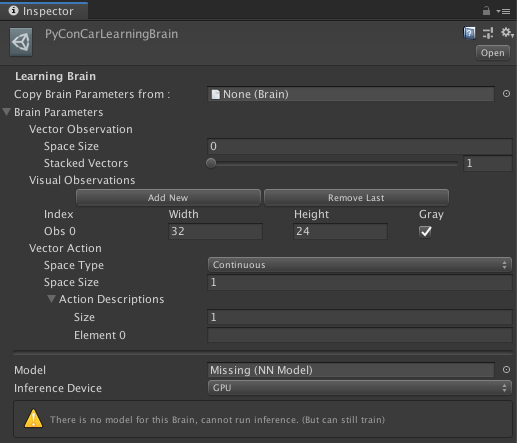 Inspector
PyConCarLearningBrain
Open
Learning Brain
Copy Brain Parameters from : None (Brain)
Brain Parameters
Vector Observation
Space Size 0
Stacked Vectors 1
Visual Observations
Add New Remove Last
Index Width Height Gray
Obs 0 32 24
Vector Action
Space Type Continuous
Space Size 1
Action Descriptions
Size 1
Element 0
Model Missing (NN Model)
Inference Device GPU
There is no model for this Brain, cannot run inference. (But can still train)